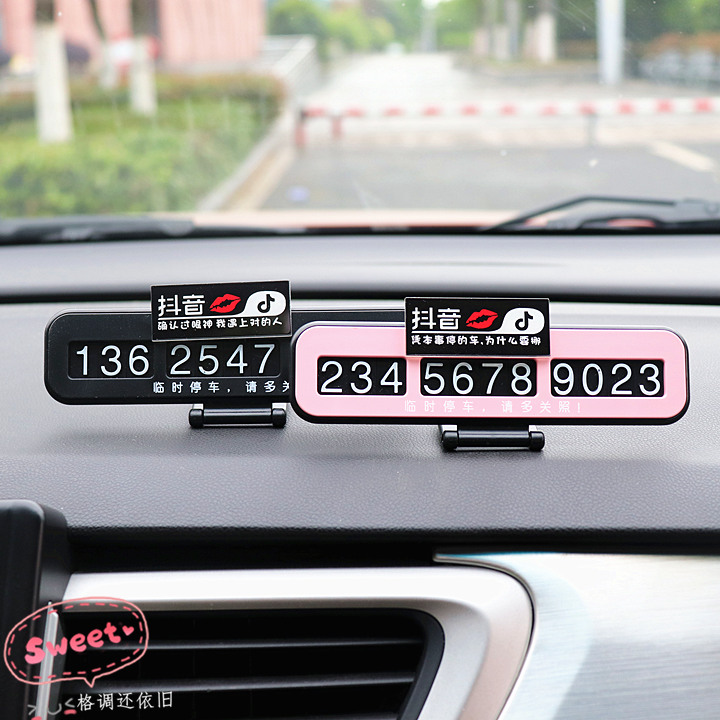 抖音
确认过眼神 我遇上对的人
136 2547
临时停车，请多关
抖音
凭本事停的车,为什么要挪
234 5678 9023
临时停车，请多关照！
Sweet
格调还依旧